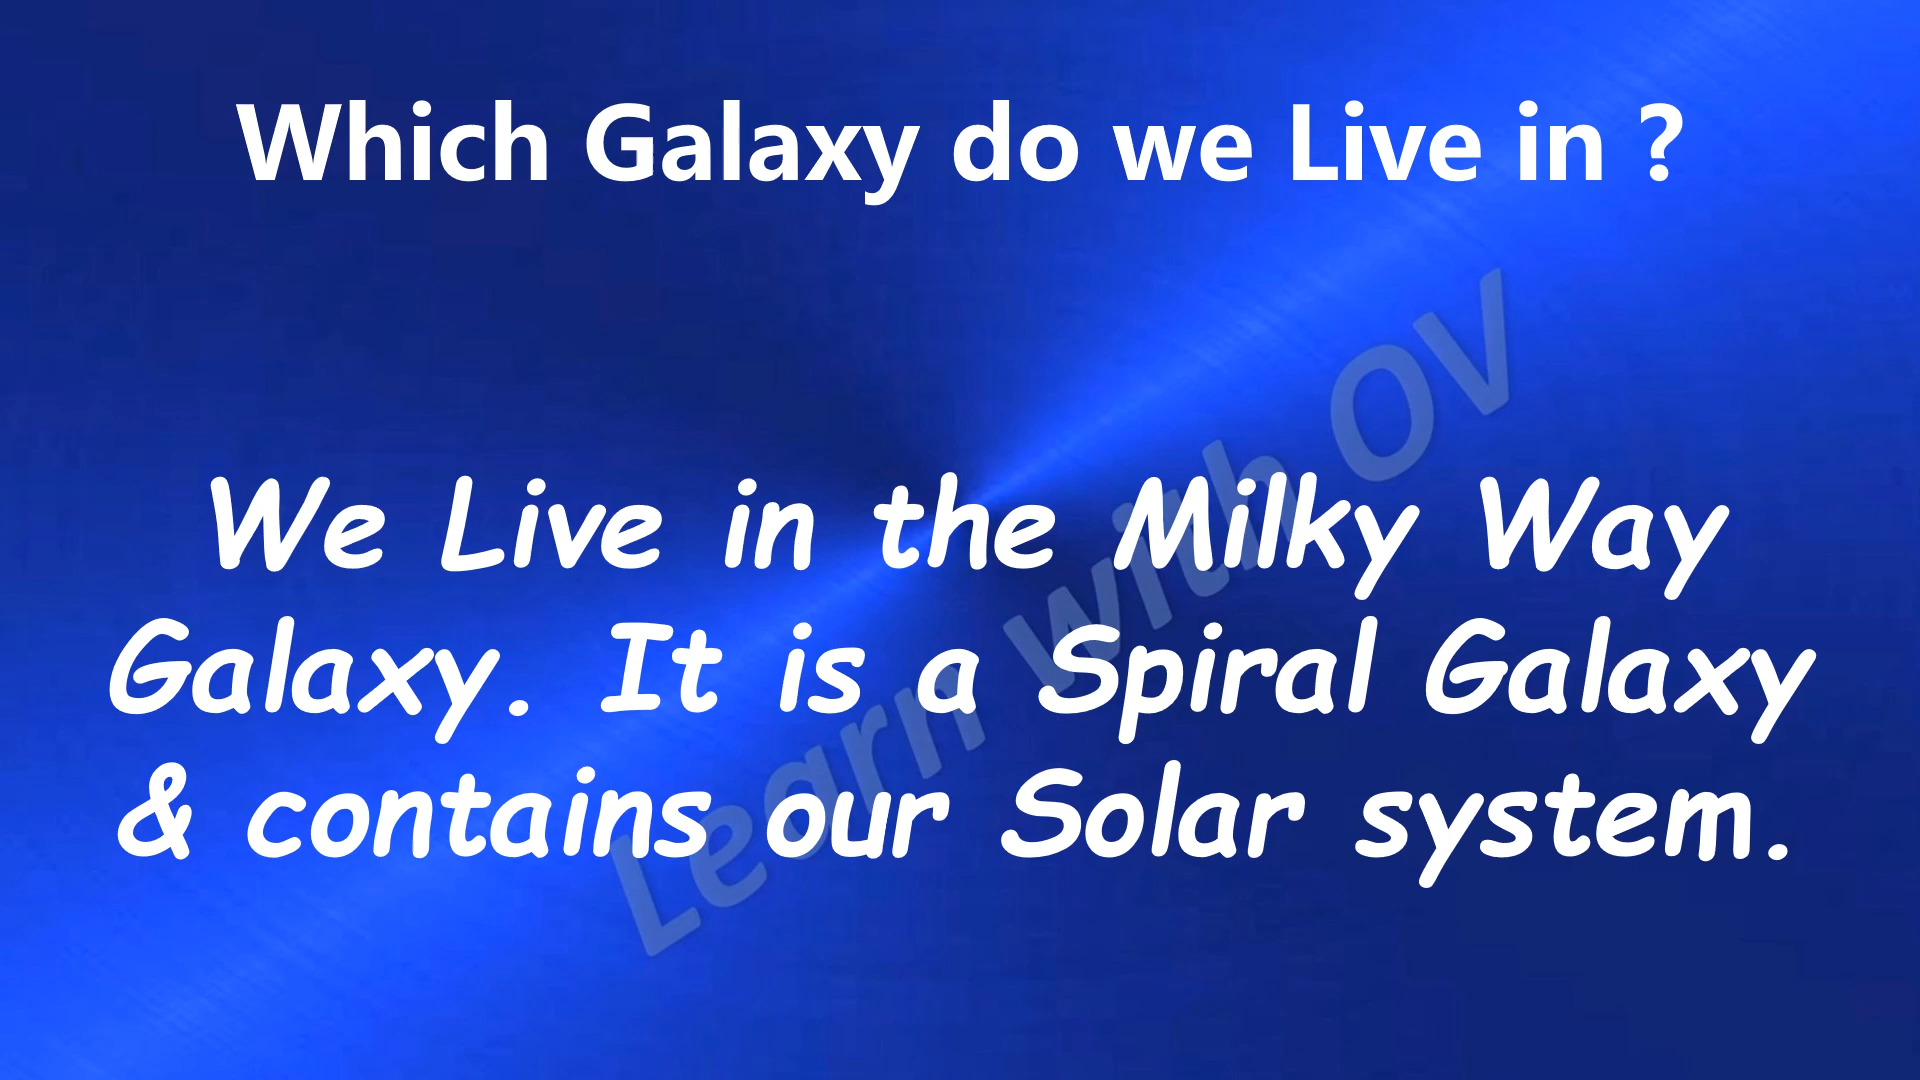 Which Galaxy do we Live in ?
We Live in the Milky Way
Galaxy. It is a Spiral Galaxy
& contains our Solar system.
Learn with OV